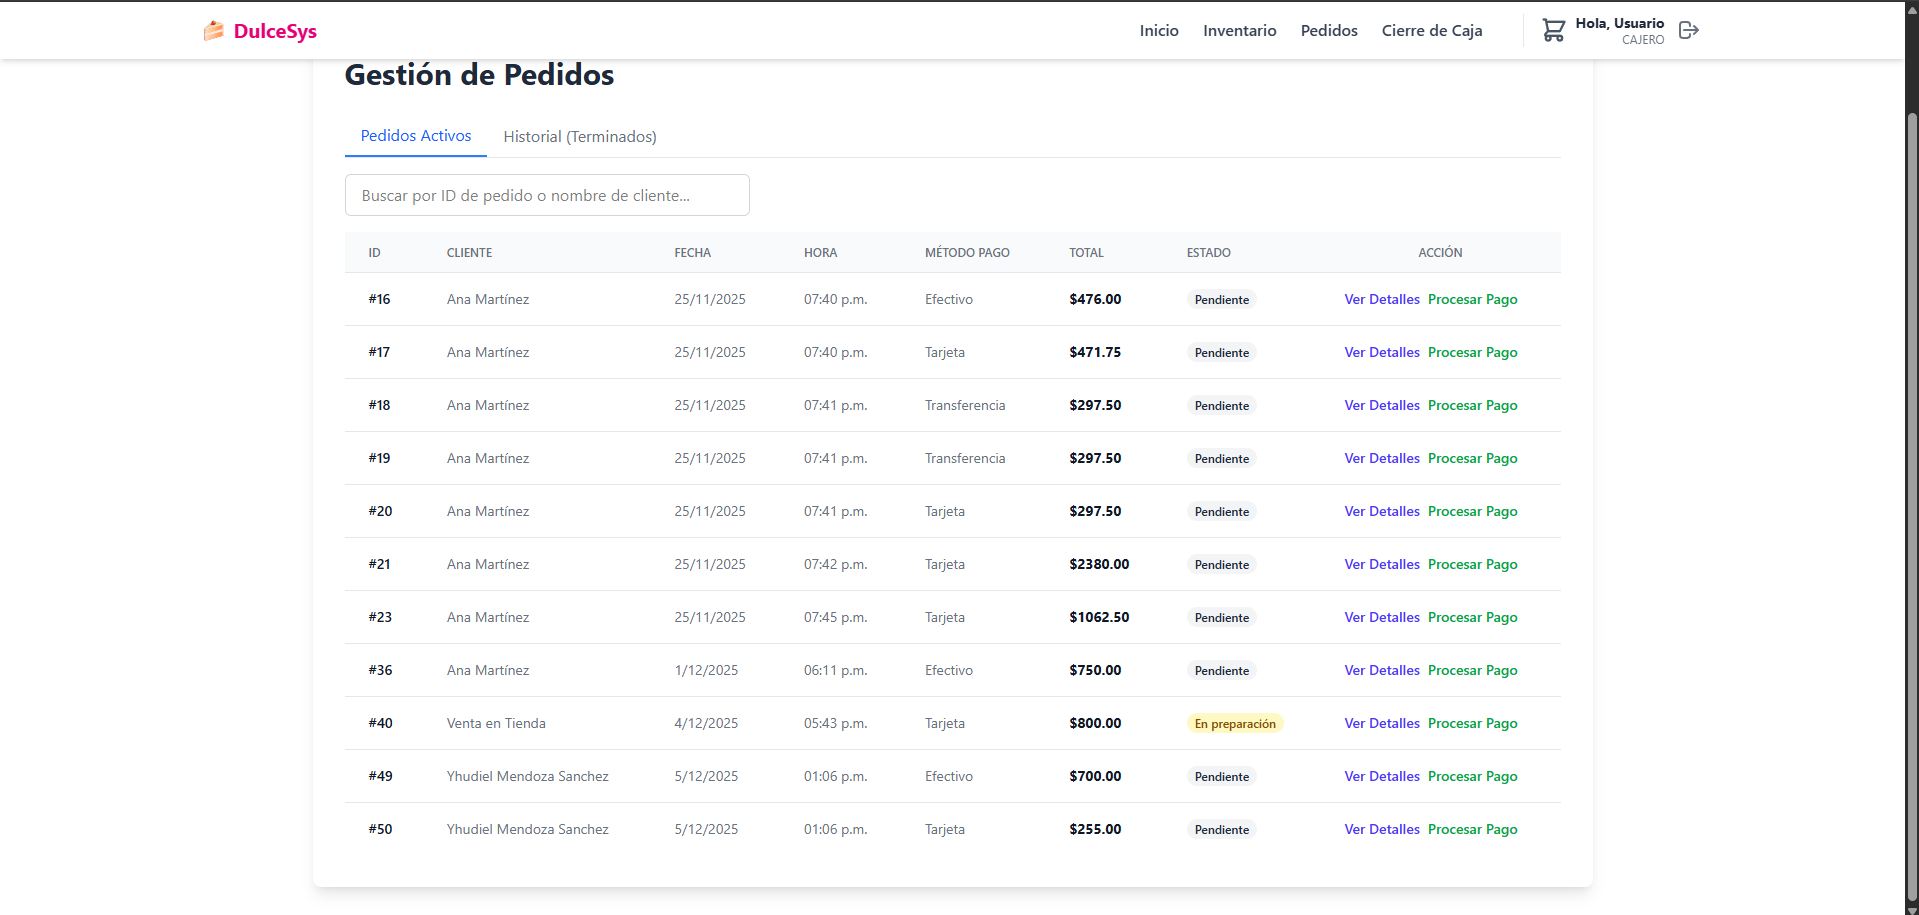 DulceSys
Inicio Inventario Pedidos Cierre de Caja
Hola, Usuario
CAJERO
Gestión de Pedidos
Pedidos Activos Historial (Terminados)
Buscar por ID de pedido o nombre de cliente...
ID CLIENTE FECHA HORA MÉTODO PAGO TOTAL ESTADO ACCIÓN
#16 Ana Martínez 25/11/2025 07:40 p.m. Efectivo $476.00 Pendiente Ver Detalles Procesar Pago
#17 Ana Martínez 25/11/2025 07:40 p.m. Tarjeta $471.75 Pendiente Ver Detalles Procesar Pago
#18 Ana Martínez 25/11/2025 07:41 p.m. Transferencia $297.50 Pendiente Ver Detalles Procesar Pago
#19 Ana Martínez 25/11/2025 07:41 p.m. Transferencia $297.50 Pendiente Ver Detalles Procesar Pago
#20 Ana Martínez 25/11/2025 07:41 p.m. Tarjeta $297.50 Pendiente Ver Detalles Procesar Pago
#21 Ana Martínez 25/11/2025 07:42 p.m. Tarjeta $2380.00 Pendiente Ver Detalles Procesar Pago
#23 Ana Martínez 25/11/2025 07:45 p.m. Tarjeta $1062.50 Pendiente Ver Detalles Procesar Pago
#36 Ana Martínez 1/12/2025 06:11 p.m. Efectivo $750.00 Pendiente Ver Detalles Procesar Pago
#40 Venta en Tienda 4/12/2025 05:43 p.m. Tarjeta $800.00 En preparación Ver Detalles Procesar Pago
#49 Yhudiel Mendoza Sanchez 5/12/2025 01:06 p.m. Efectivo $700.00 Pendiente Ver Detalles Procesar Pago
#50 Yhudiel Mendoza Sanchez 5/12/2025 01:06 p.m. Tarjeta $255.00 Pendiente Ver Detalles Procesar Pago